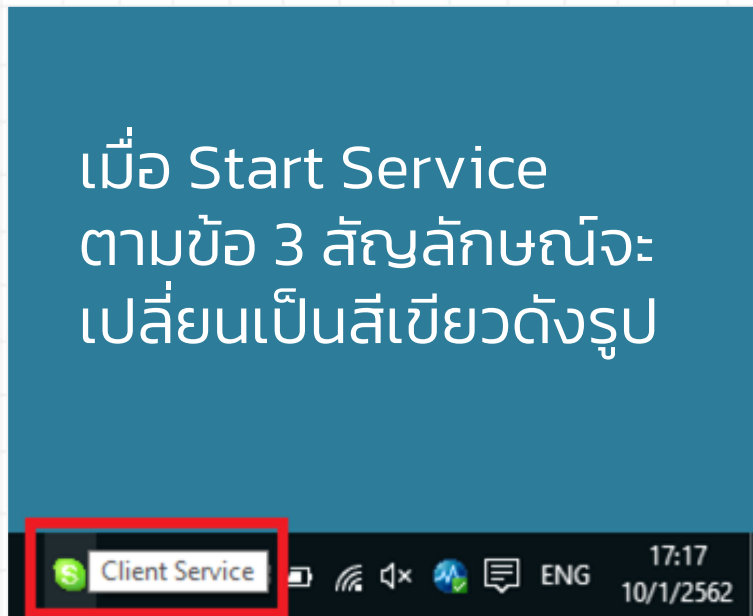 เมื่อ Start Service
ตามข้อ 3 สัญลักษณ์จะ
เปลี่ยนเป็นสีเขียวดังรูป
S Client Service ENG 17:17
10/1/2562